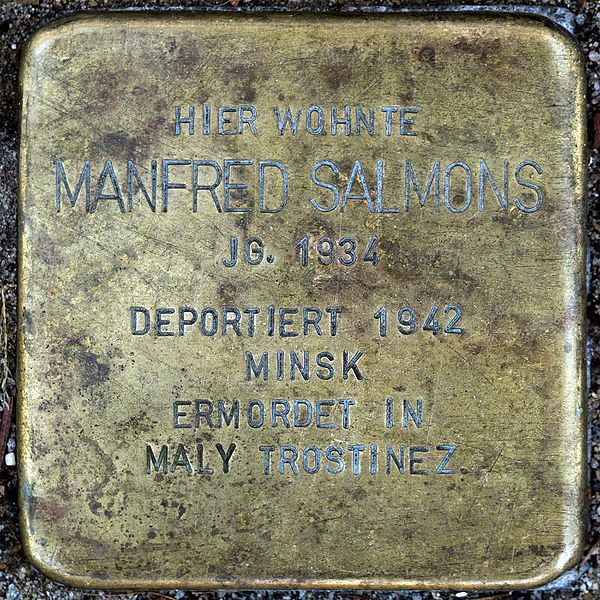 HIER WOHNTE
MANFRED SALMONS
JG. 1934
DEPORTIERT 1942
MINSK
ERMORDET IN
MALY TROSTINEZ